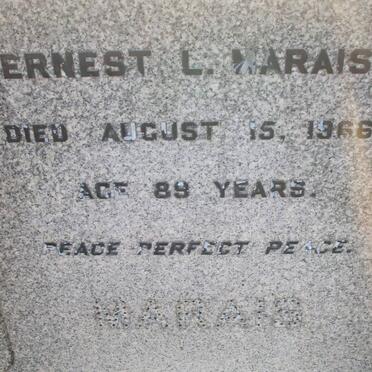 ERNEST L. MARAIS
DIED AUGUST 15, 1966
AGE 89 YEARS.
PEACE PERFECT PEACE.
MARAIS